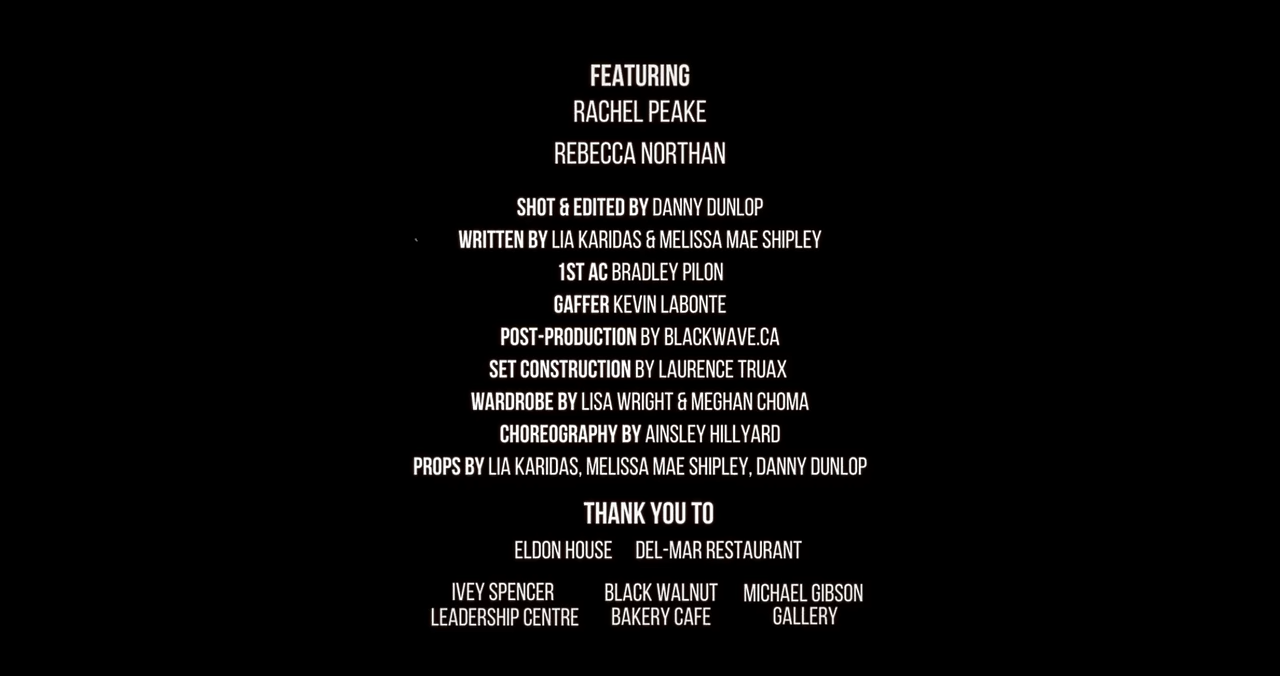 FEATURING
RACHEL PEAKE
REBECCA NORTHAN
SHOT & EDITED BY DANNY DUNLOP
WRITTEN BY LIA KARIDAS & MELISSA MAE SHIPLEY
1ST AC BRADLEY PILON
GAFFER KEVIN LABONTE
POST-PRODUCTION BY BLACKWAVE.CA
SET CONSTRUCTION BY LAURENCE TRUAX
WARDROBE BY LISA WRIGHT & MEGHAN CHOMA
CHOREOGRAPHY BY AINSLEY HILLYARD
PROPS BY LIA KARIDAS, MELISSA MAE SHIPLEY, DANNY DUNLOP
THANK YOU TO
ELDON HOUSE DEL-MAR RESTAURANT
IVEY SPENCER
LEADERSHIP CENTRE
BLACK WALNUT
BAKERY CAFE
MICHAEL GIBSON
GALLERY